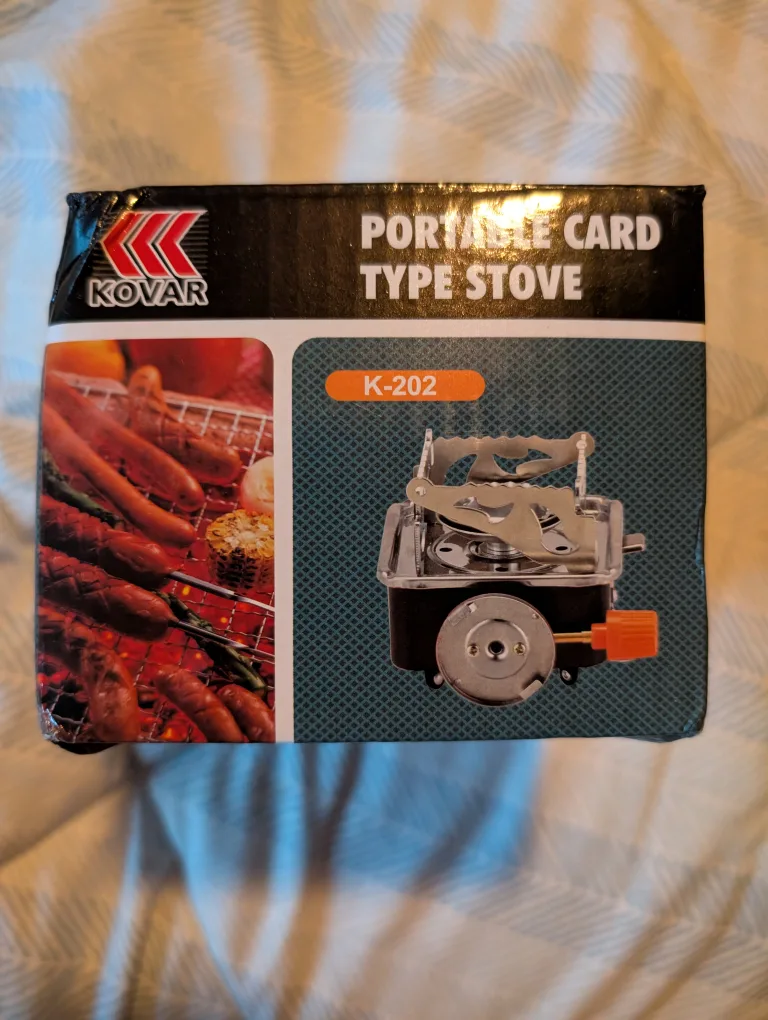 KOVAR
PORTABLE CARD
TYPE STOVE
K-202